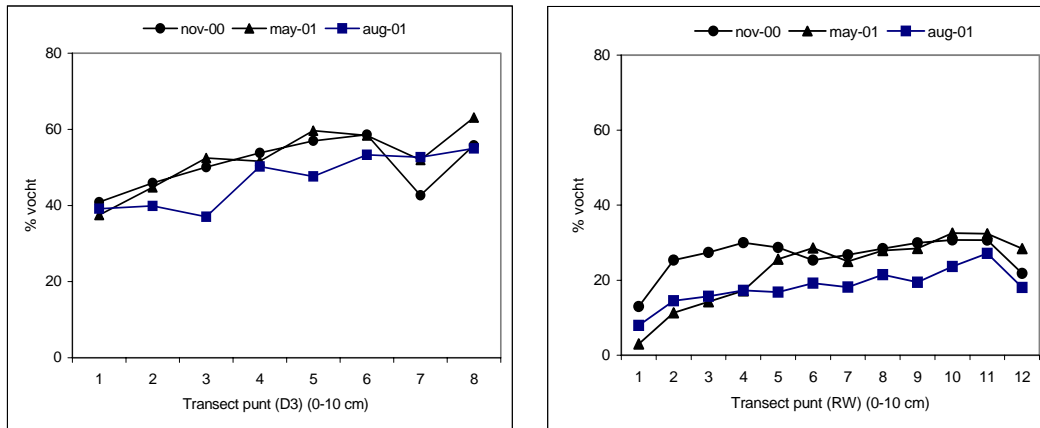 nov-00 may-01 aug-01
80
60
40
20
0
% vocht
1 2 3 4 5 6 7 8
Transect punt (D3) (0-10 cm)
nov-00 may-01 aug-01
80
60
40
20
0
% vocht
1 2 3 4 5 6 7 8 9 10 11 12
Transect punt (RW) (0-10 cm)